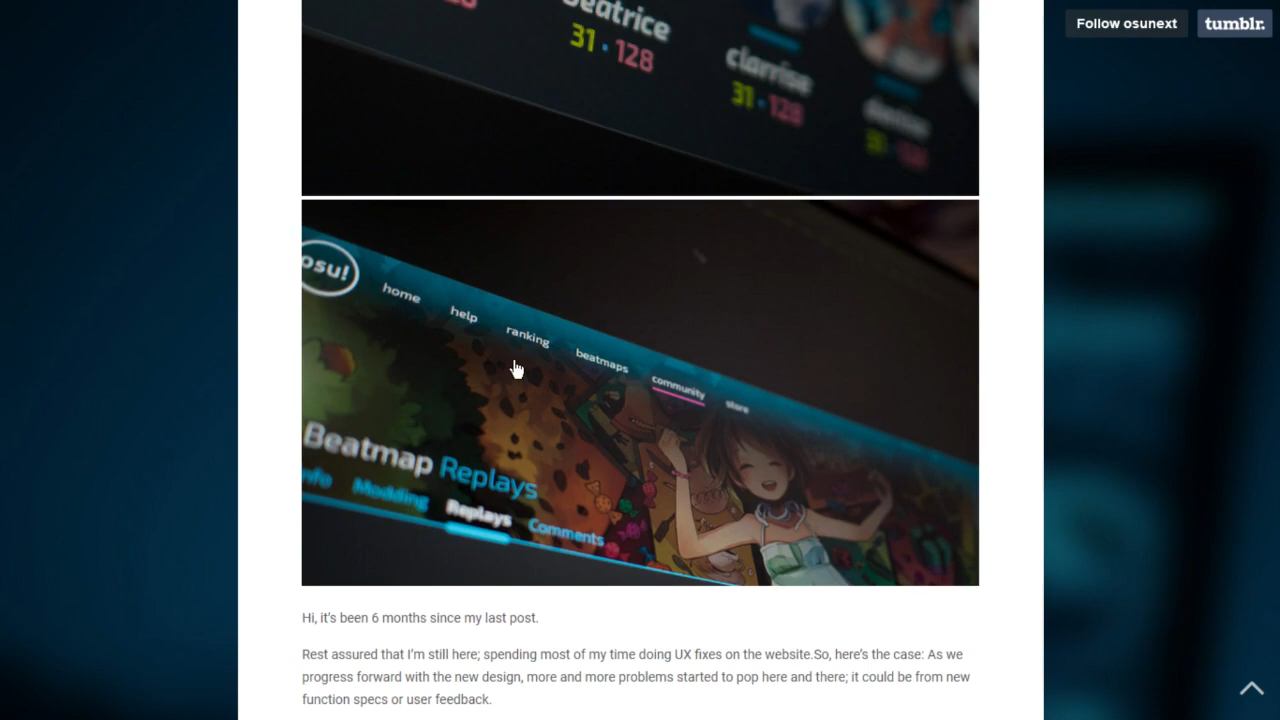 Follow osunext
tumblr.
Beatrice
31 · 128
clarrise
31 · 128
31
osu!
home
help
ranking
beatmaps
community
store
Beatmap Replays
Modding
Replays
Comments
Hi, it's been 6 months since my last post.
Rest assured that I'm still here; spending most of my time doing UX fixes on the website.So, here's the case: As we
progress forward with the new design, more and more problems started to pop here and there; it could be from new
function specs or user feedback.